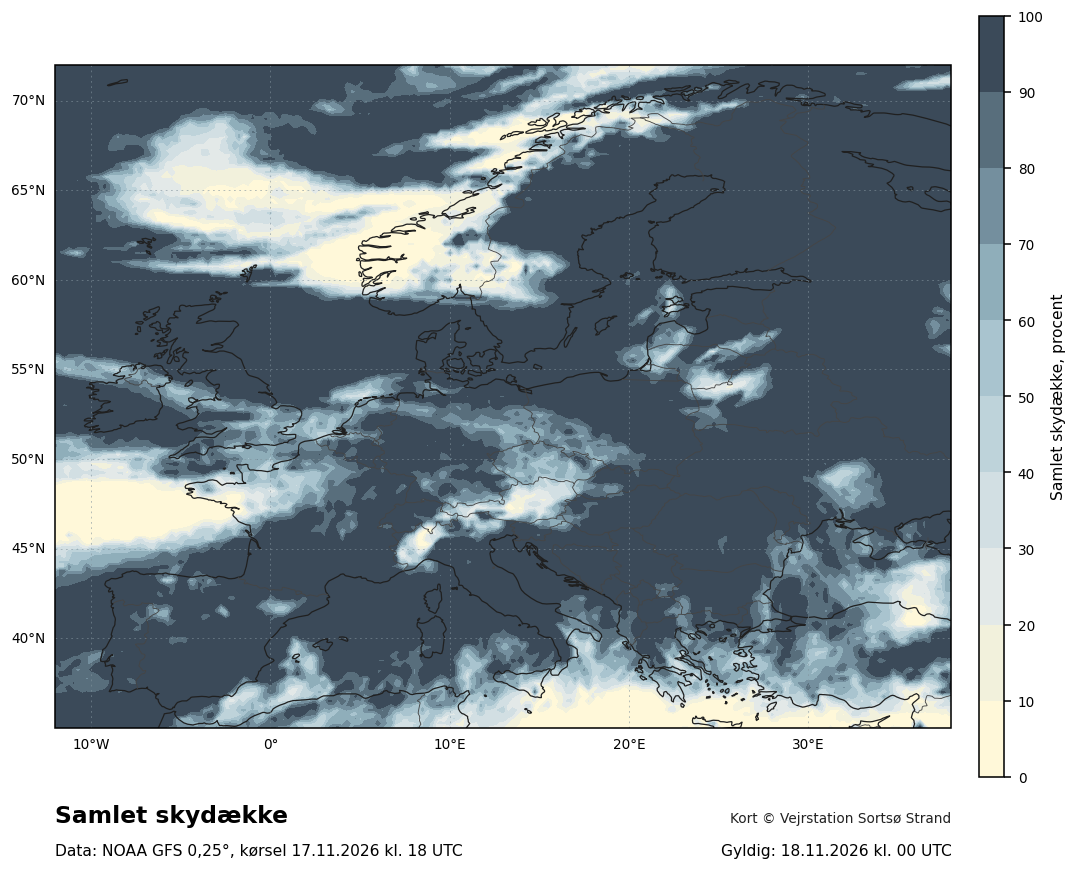 100
90
80
70
60
50
40
30
20
10
0
Samlet skydække, procent
70°N
65°N
60°N
55°N
50°N
45°N
40°N
10°W
0°
10°E
20°E
30°E
Samlet skydække
Kort © Vejrstation Sortsø Strand
Data: NOAA GFS 0,25°, kørsel 17.11.2026 kl. 18 UTC
Gyldig: 18.11.2026 kl. 00 UTC